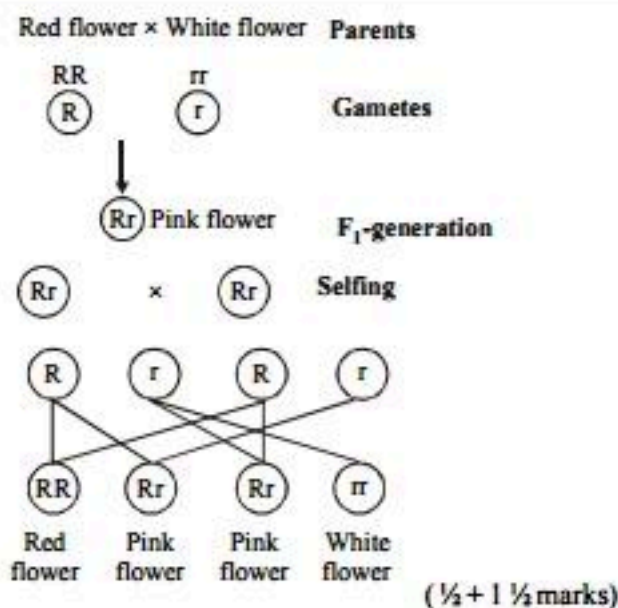 Red flower × White flower Parents
RR rr
R r Gametes
Rr Pink flower F₁-generation
Rr × Rr Selfing
R r R r
RR Rr Rr rr
Red Pink Pink White
flower flower flower flower
(½ + 1 ½ marks)